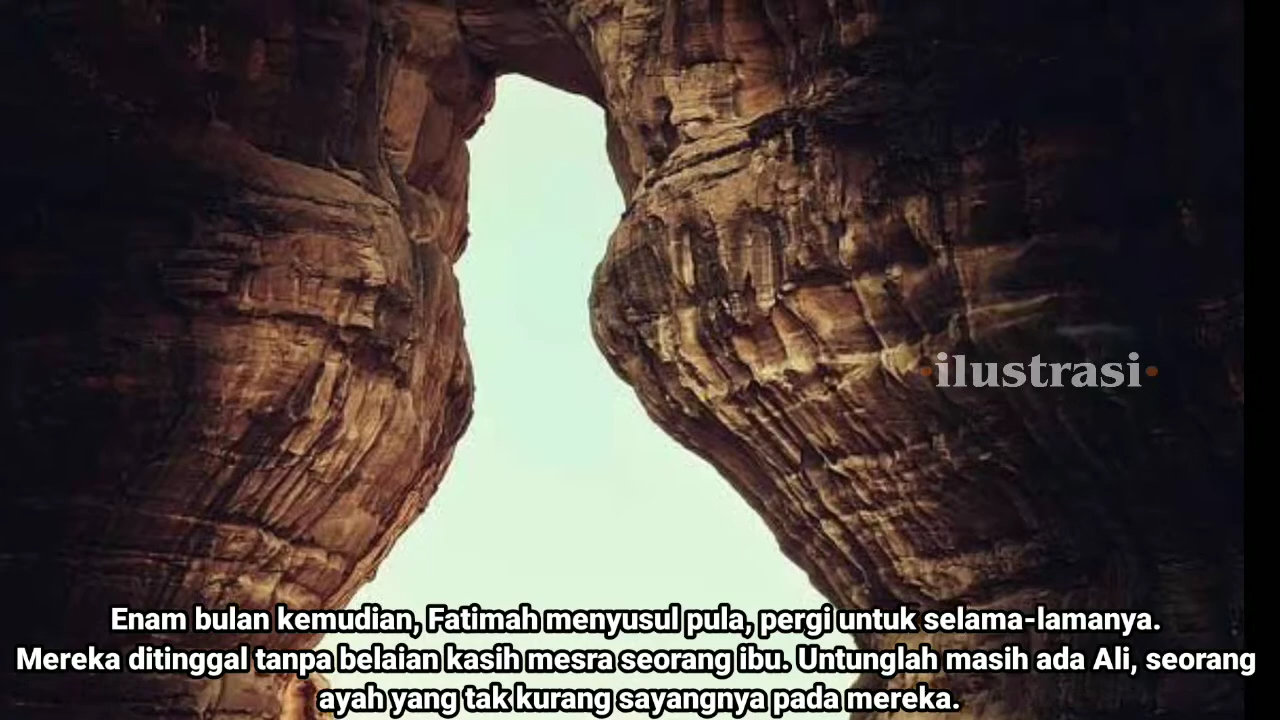 •ilustrasi•
Enam bulan kemudian, Fatimah menyusul pula, pergi untuk selama-lamanya.
Mereka ditinggal tanpa belaian kasih mesra seorang ibu. Untunglah masih ada Ali, seorang
ayah yang tak kurang sayangnya pada mereka.